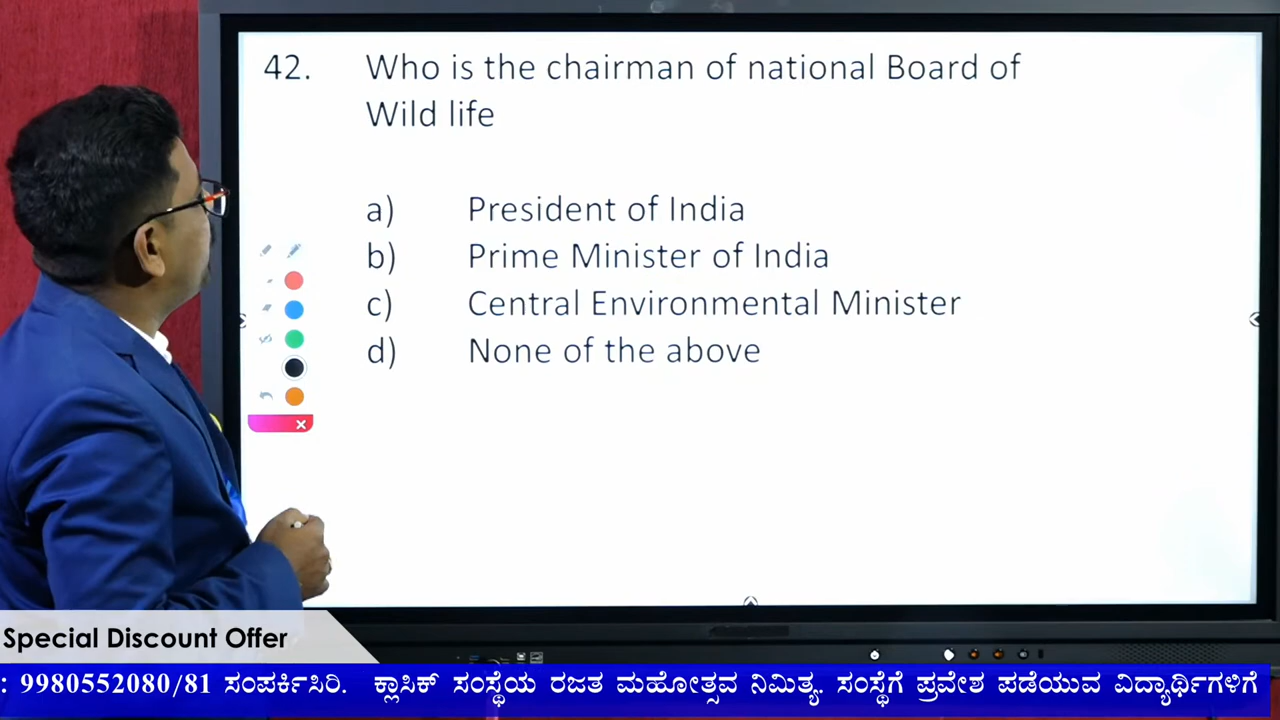 42. Who is the chairman of national Board of
Wild life
a) President of India
b) Prime Minister of India
c) Central Environmental Minister
d) None of the above
Special Discount Offer
: 9980552080/81 ಸಂಪರ್ಕಿಸಿರಿ. ಕ್ಲಾಸಿಕ್ ಸಂಸ್ಥೆಯ ರಜತ ಮಹೋತ್ಸವ ನಿಮಿತ್ಯ. ಸಂಸ್ಥೆಗೆ ಪ್ರವೇಶ ಪಡೆಯುವ ವಿದ್ಯಾರ್ಥಿಗಳಿಗೆ